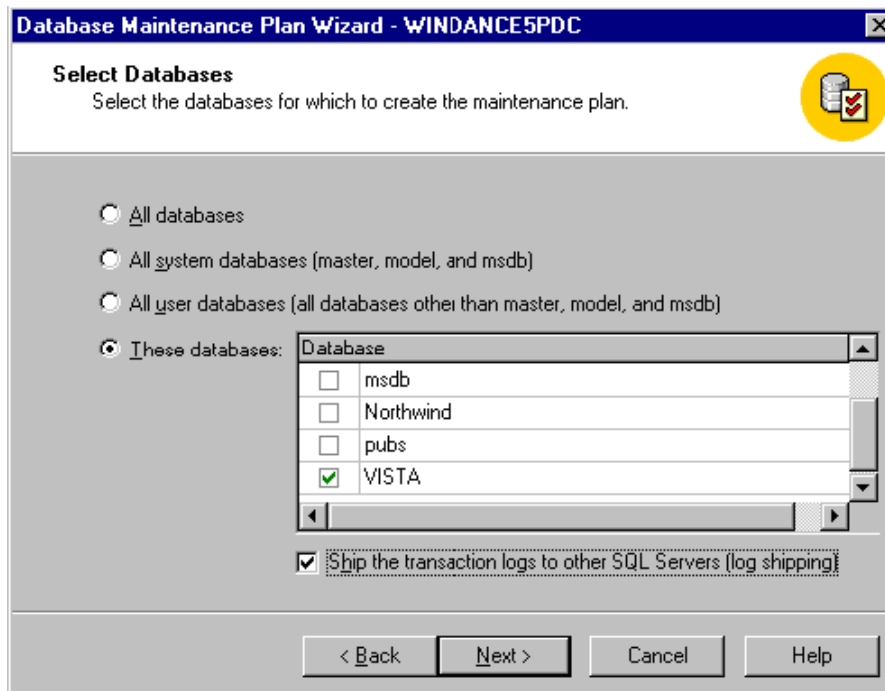 Database Maintenance Plan Wizard - WINDANCE5PDC
Select Databases
Select the databases for which to create the maintenance plan.
All databases
All system databases (master, model, and msdb)
All user databases (all databases other than master, model, and msdb)
These databases:
Database
msdb
Northwind
pubs
VISTA
Ship the transaction logs to other SQL Servers (log shipping)
< Back
Next >
Cancel
Help